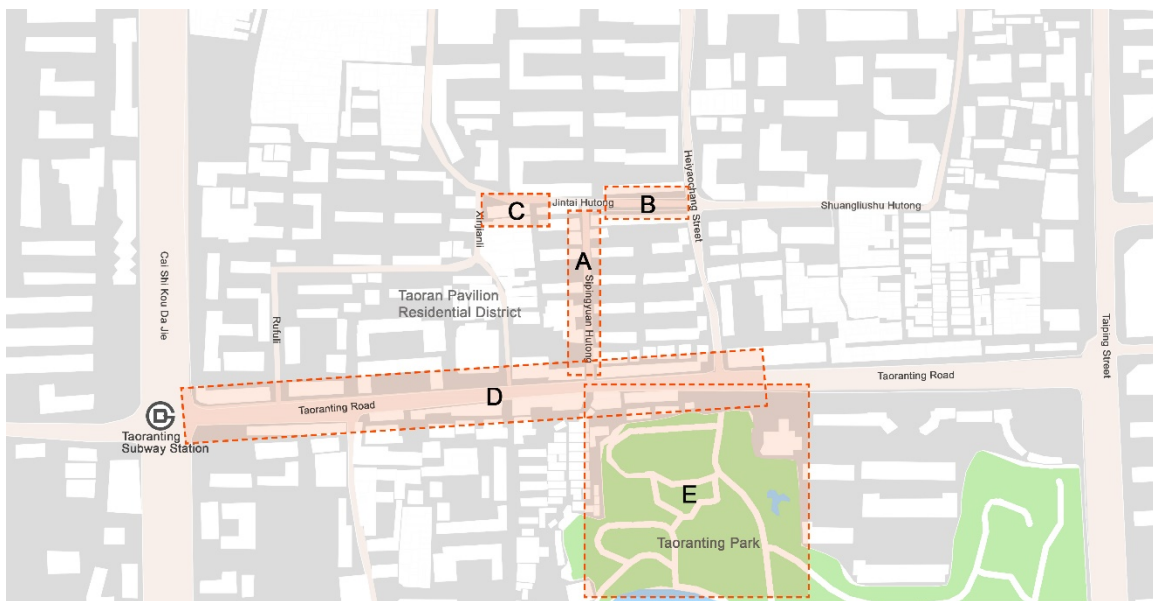 Heiyaochang Street
C
Jintai Hutong
B
Shuangliushu Hutong
Xinjianli
A
Cai Shi Kou Da Jie
Sipingyuan Hutong
Taoran Pavilion
Residential District
Rufuli
Taiping Street
Taoranting Road
D
Taoranting Road
Taoranting
Subway Station
E
Taoranting Park